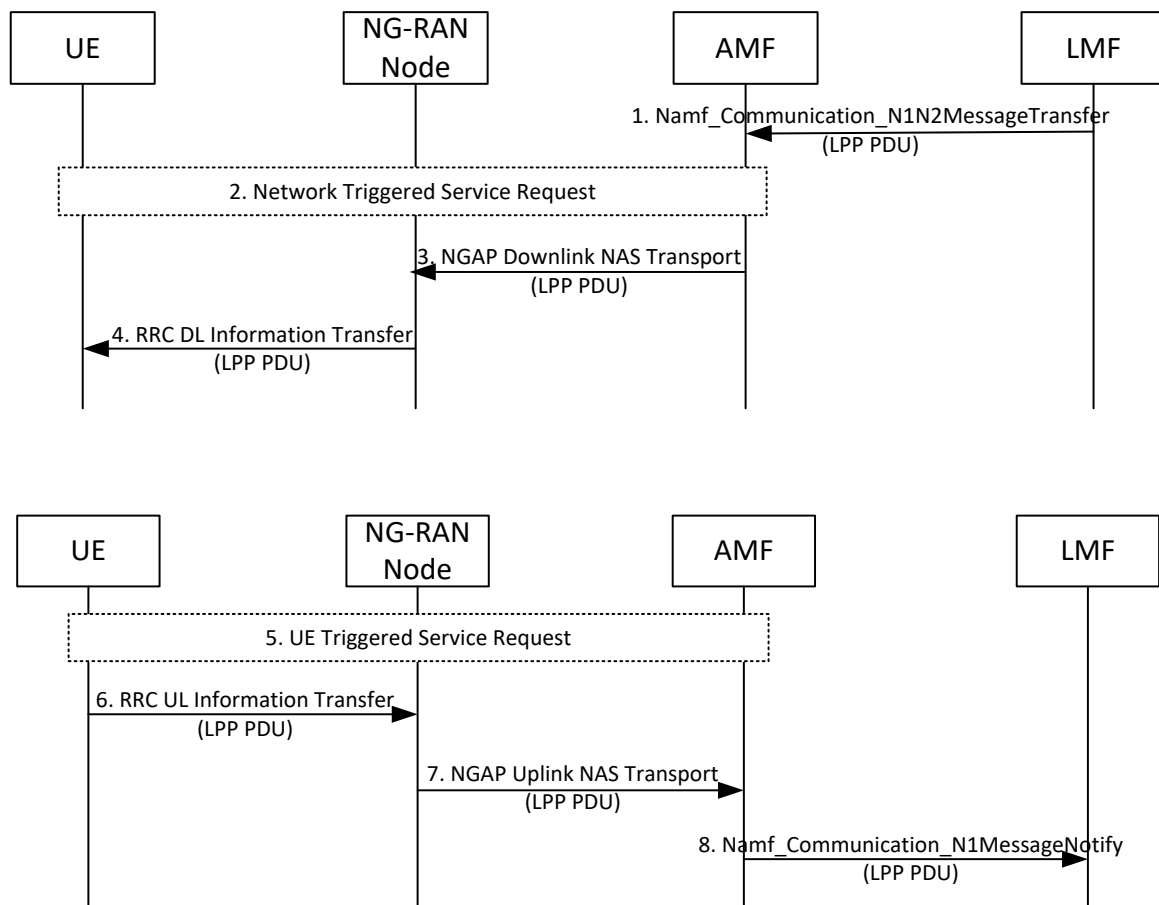 UE
NG-RAN
Node
AMF
LMF
1. Namf_Communication_N1N2MessageTransfer
(LPP PDU)
2. Network Triggered Service Request
3. NGAP Downlink NAS Transport
(LPP PDU)
4. RRC DL Information Transfer
(LPP PDU)
UE
NG-RAN
Node
AMF
LMF
5. UE Triggered Service Request
6. RRC UL Information Transfer
(LPP PDU)
7. NGAP Uplink NAS Transport
(LPP PDU)
8. Namf_Communication_N1MessageNotify
(LPP PDU)